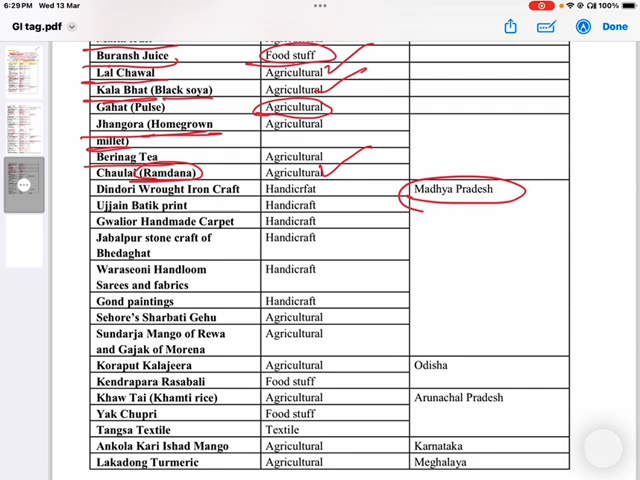 6:29 PM Wed 13 Mar
83%
GI tag.pdf
Done
Buransh Juice Food stuff
Lal Chawal Agricultural
Kala Bhat (Black soya) Agricultural
Gahat (Pulse) Agricultural
Jhangora (Homegrown Agricultural
millet)
Berinag Tea Agricultural
Chaulai (Ramdana) Agricultural
Dindori Wrought Iron Craft Handicrfat Madhya Pradesh
Ujjain Batik print Handicraft
Gwalior Handmade Carpet Handicraft
Jabalpur stone craft of Handicraft
Bhedaghat
Waraseoni Handloom Handicraft
Sarees and fabrics
Gond paintings Handicraft
Sehore's Sharbati Gehu Agricultural
Sundarja Mango of Rewa Agricultural
and Gajak of Morena
Koraput Kalajeera Agricultural Odisha
Kendrapara Rasabali Food stuff
Khaw Tai (Khamti rice) Agricultural Arunachal Pradesh
Yak Chupri Food stuff
Tangsa Textile Textile
Ankola Kari Ishad Mango Agricultural Karnataka
Lakadong Turmeric Agricultural Meghalaya